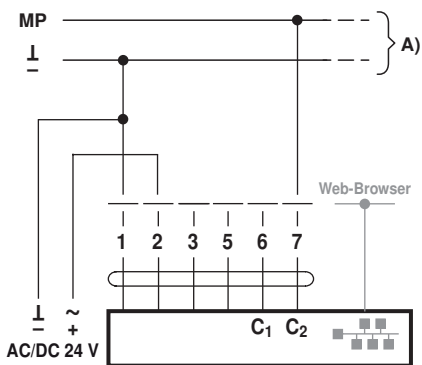 MP
⊥
–
A)
Web-Browser
1 2 3 5 6 7
⊥ ~
– +
C1 C2
AC/DC 24 V